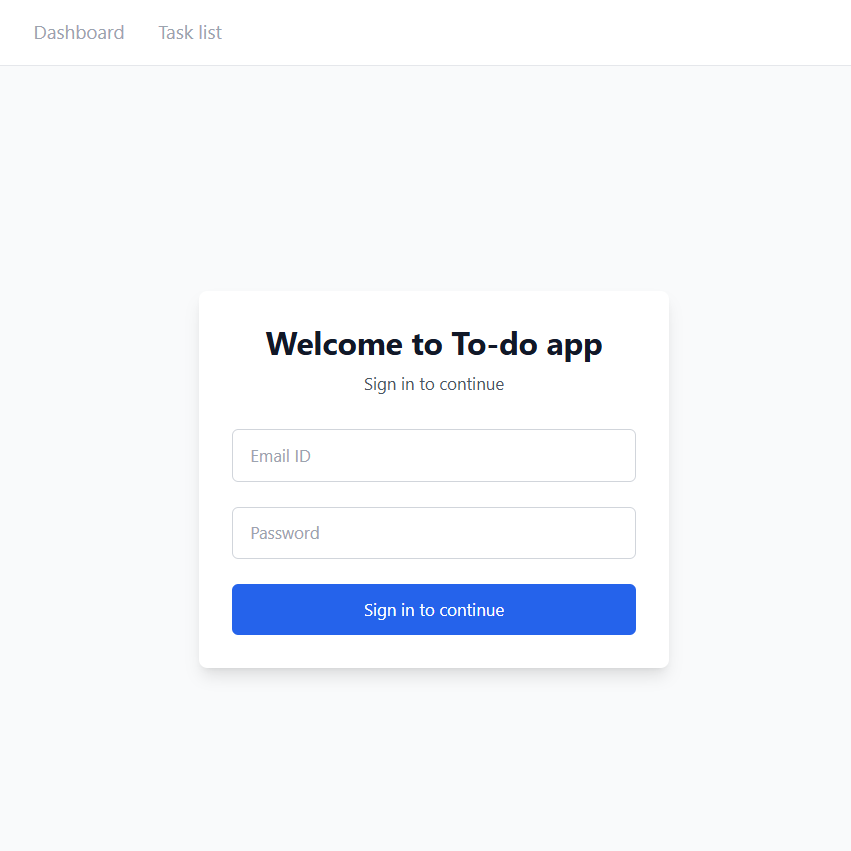 Dashboard Task list
Welcome to To-do app
Sign in to continue
Email ID
Password
Sign in to continue